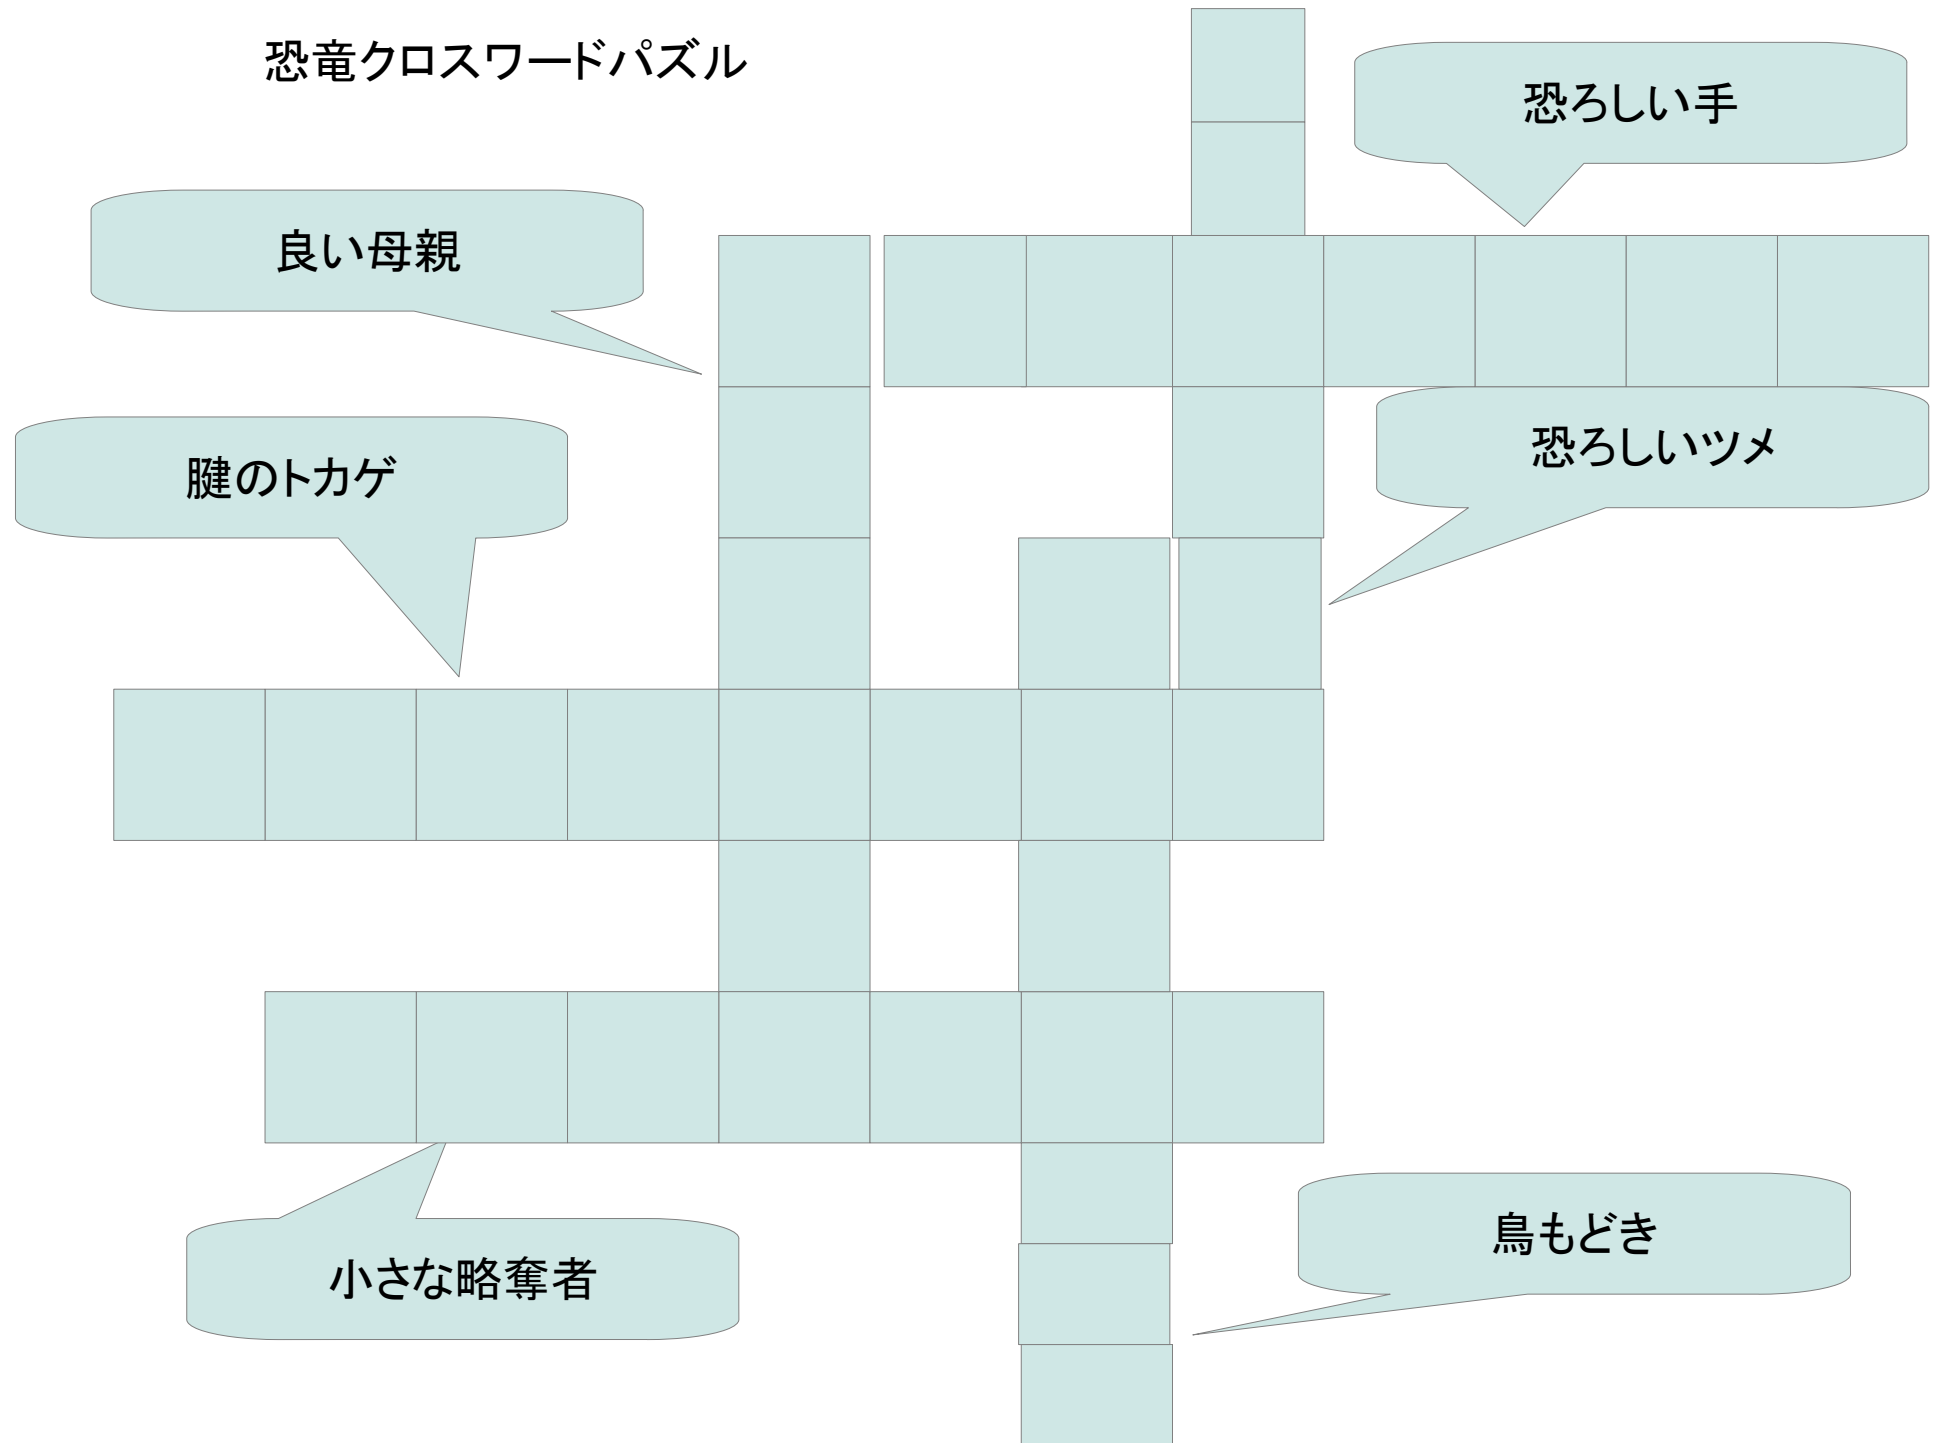 恐竜クロスワードパズル
恐ろしい手
良い母親
恐ろしいツメ
腱のトカゲ
鳥もどき
小さな略奪者